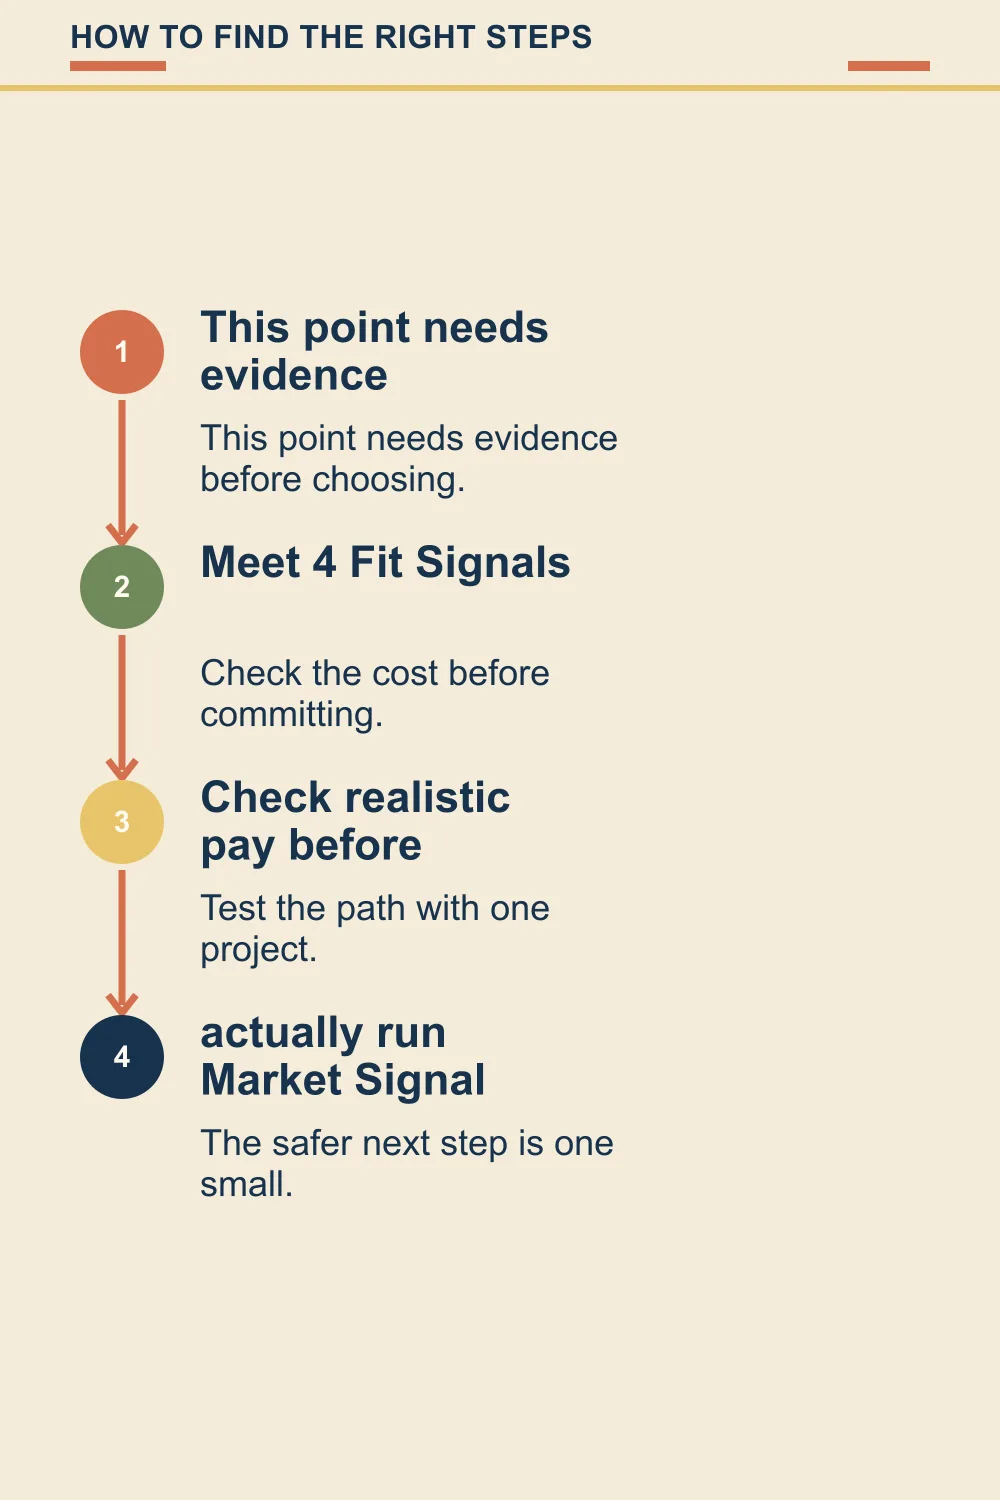 HOW TO FIND THE RIGHT STEPS
1
This point needs
evidence
This point needs evidence
before choosing.
2
Meet 4 Fit Signals
Check the cost before
committing.
3
Check realistic
pay before
Test the path with one
project.
4
actually run
Market Signal
The safer next step is one
small.